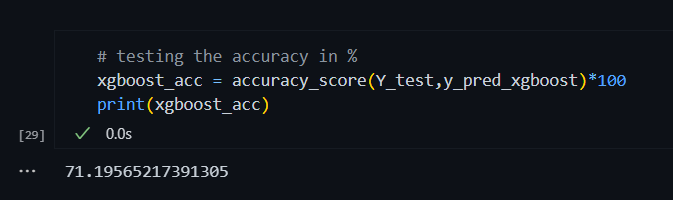 # testing the accuracy in %
xgboost_acc = accuracy_score(Y_test,y_pred_xgboost)*100
print(xgboost_acc)
[29] ✓ 0.0s
... 71.19565217391305